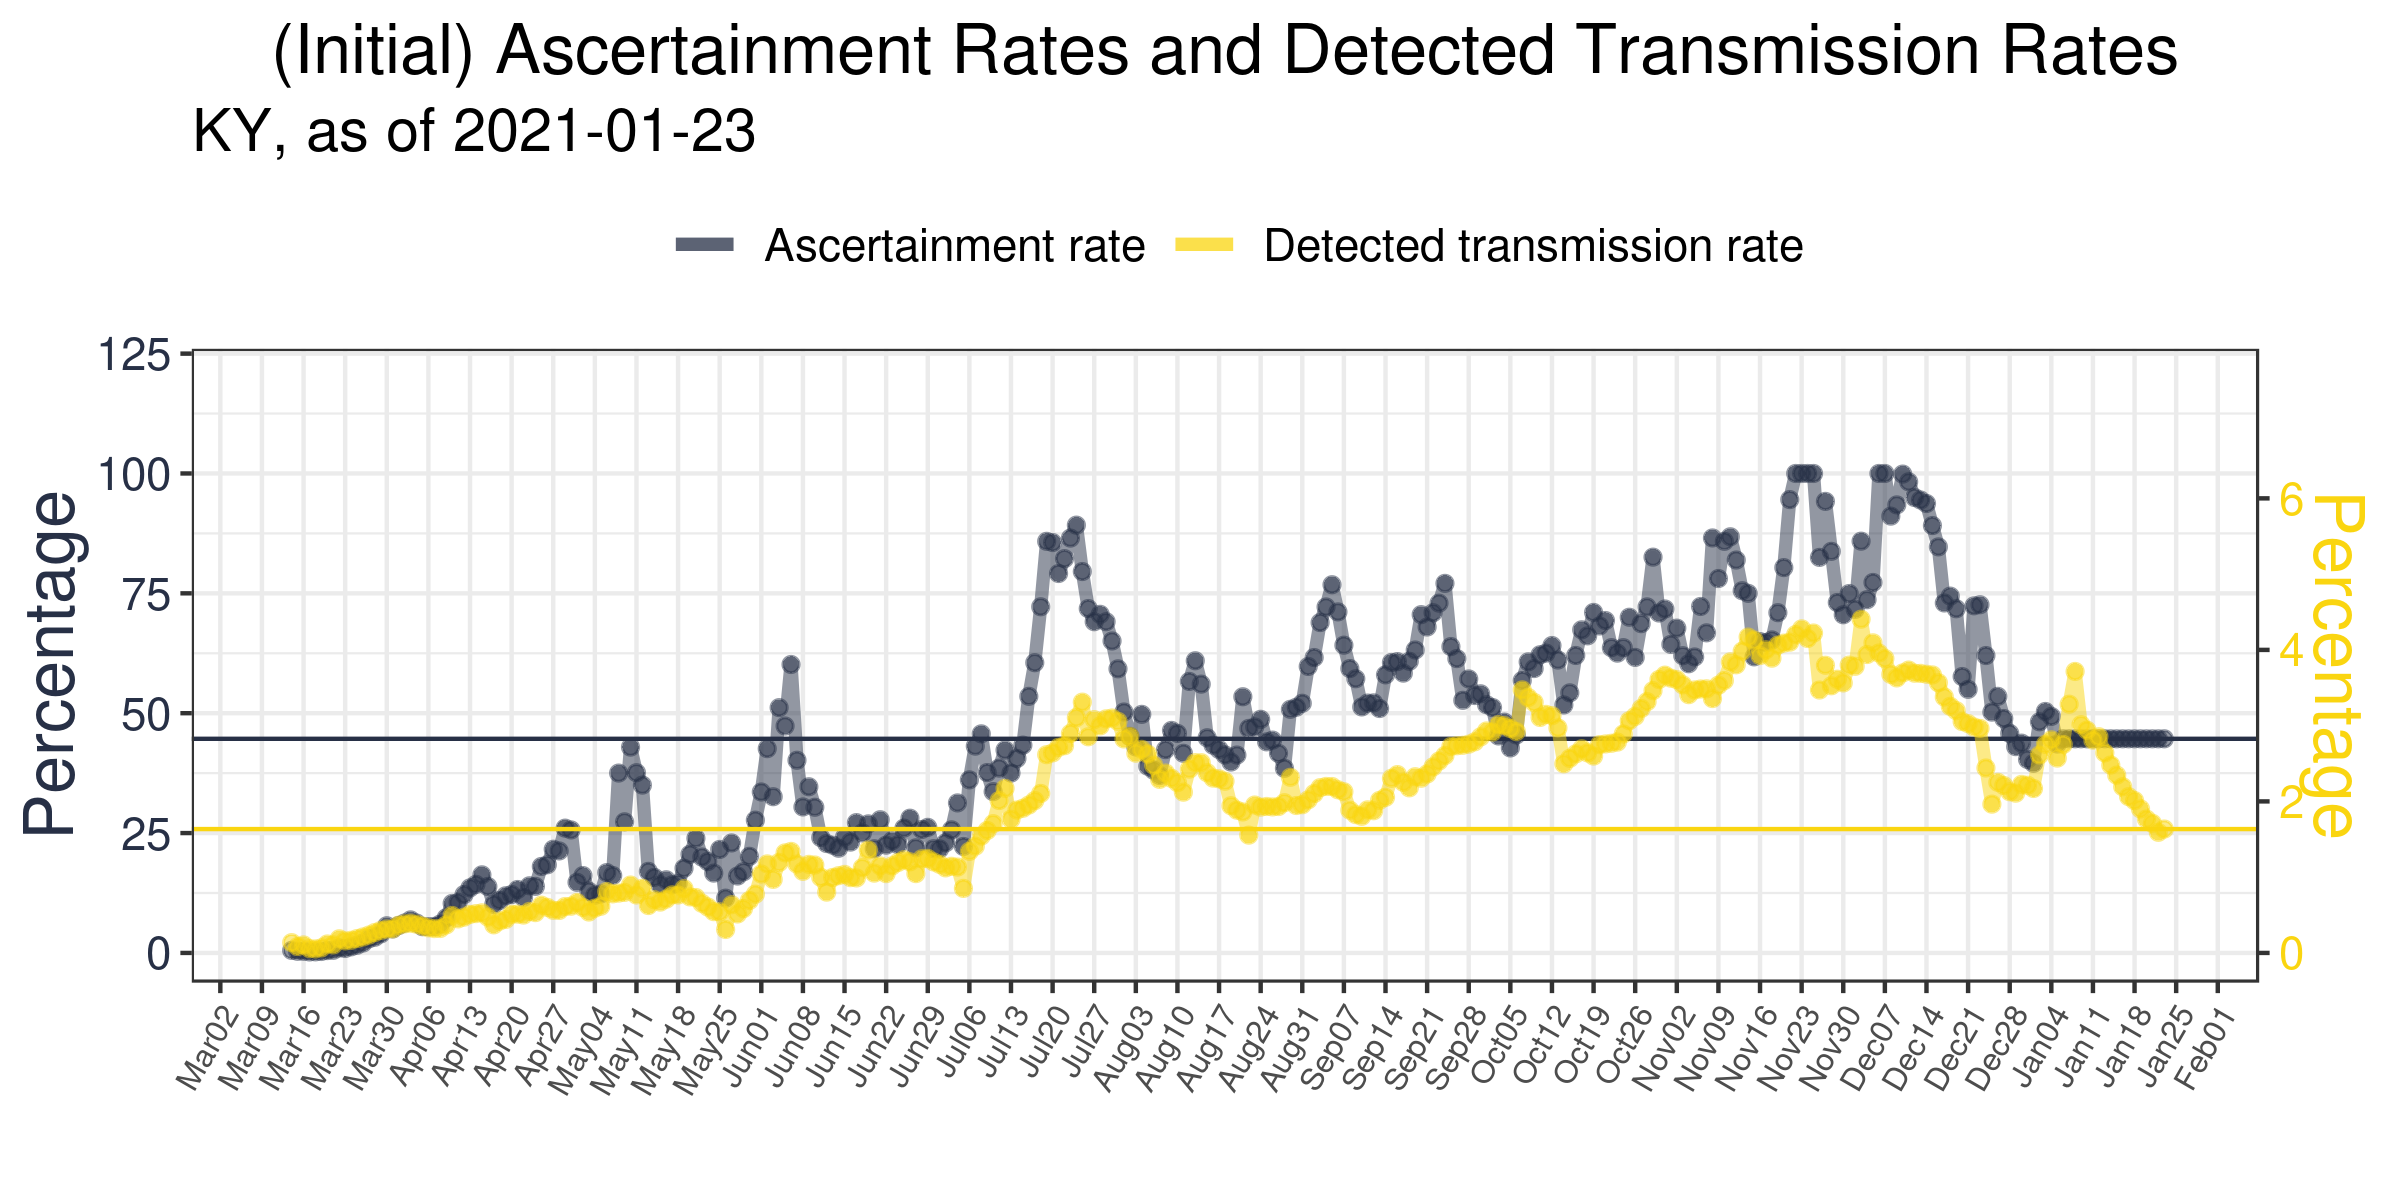 (Initial) Ascertainment Rates and Detected Transmission Rates
KY, as of 2021-01-23
Ascertainment rate
Detected transmission rate
Percentage
125
100
75
50
25
0
6
4
2
0
Percentage
Mar02
Mar09
Mar16
Mar23
Mar30
Apr06
Apr13
Apr20
Apr27
May04
May11
May18
May25
Jun01
Jun08
Jun15
Jun22
Jun29
Jul06
Jul13
Jul20
Jul27
Aug03
Aug10
Aug17
Aug24
Aug31
Sep07
Sep14
Sep21
Sep28
Oct05
Oct12
Oct19
Oct26
Nov02
Nov09
Nov16
Nov23
Nov30
Dec07
Dec14
Dec21
Dec28
Jan04
Jan11
Jan18
Jan25
Feb01